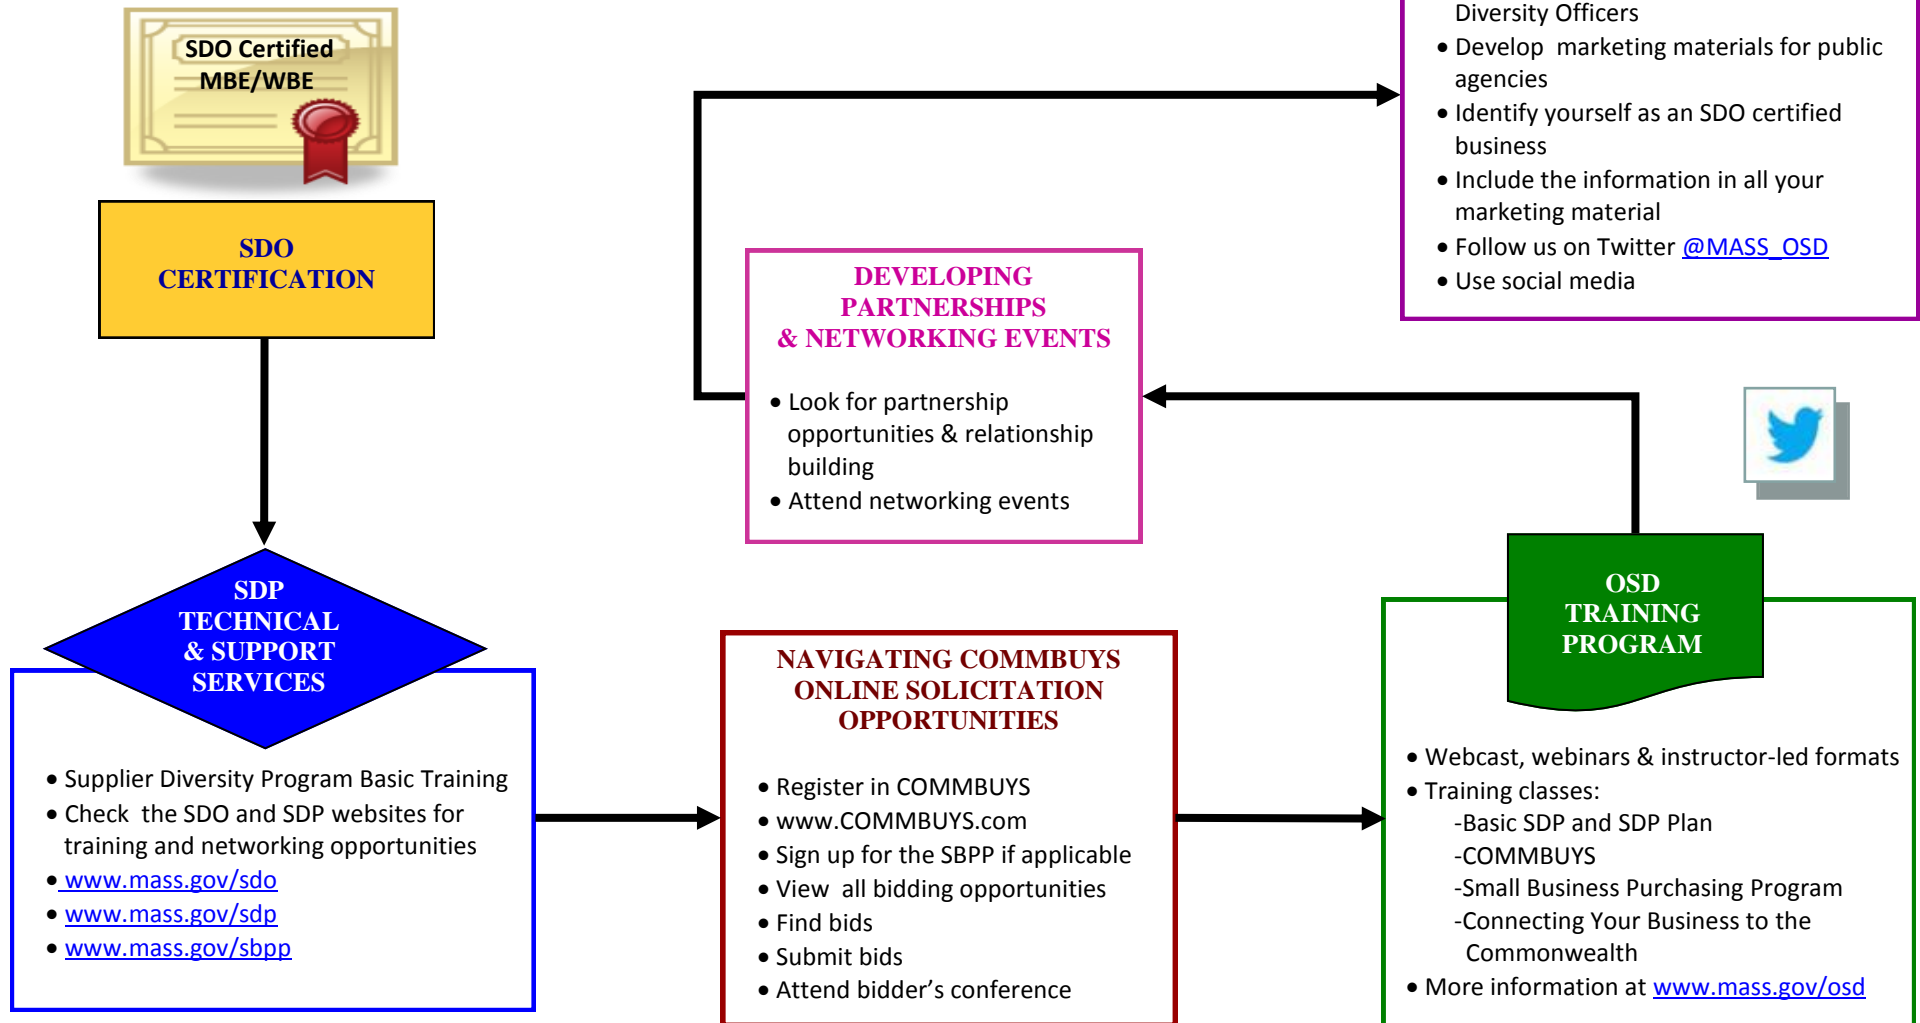 SDO Certified
MBE/WBE
SDO
CERTIFICATION
SDP
TECHNICAL
& SUPPORT
SERVICES
• Supplier Diversity Program Basic Training
• Check  the SDO and SDP websites for
training and networking opportunities
• www.mass.gov/sdo
• www.mass.gov/sdp
• www.mass.gov/sbpp
NAVIGATING COMMBUYS
ONLINE SOLICITATION
OPPORTUNITIES
• Register in COMMBUYS
• www.COMMBUYS.com
• Sign up for the SBPP if applicable
• View  all bidding opportunities
• Find bids
• Submit bids
• Attend bidder’s conference
OSD
TRAINING
PROGRAM
• Webcast, webinars & instructor-led formats
• Training classes:
-Basic SDP and SDP Plan
-COMMBUYS
-Small Business Purchasing Program
-Connecting Your Business to the
Commonwealth
• More information at www.mass.gov/osd
DEVELOPING
PARTNERSHIPS
& NETWORKING EVENTS
• Look for partnership
opportunities & relationship
building
• Attend networking events
Diversity Officers
• Develop  marketing materials for public
agencies
• Identify yourself as an SDO certified
business
• Include the information in all your
marketing material
• Follow us on Twitter @MASS_OSD
• Use social media